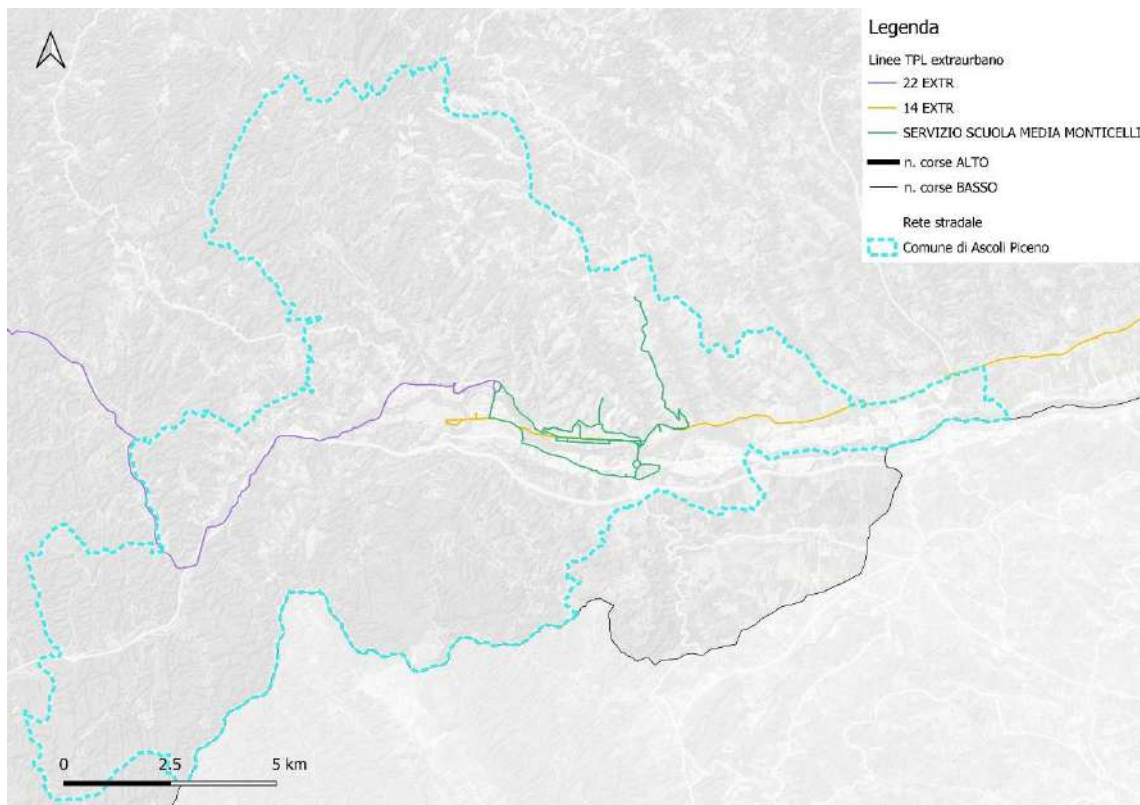 Legenda
Linee TPL extraurbano
22 EXTR
14 EXTR
SERVIZIO SCUOLA MEDIA MONTICELLI
n. corse ALTO
n. corse BASSO
Rete stradale
Comune di Ascoli Piceno
0 2.5 5 km